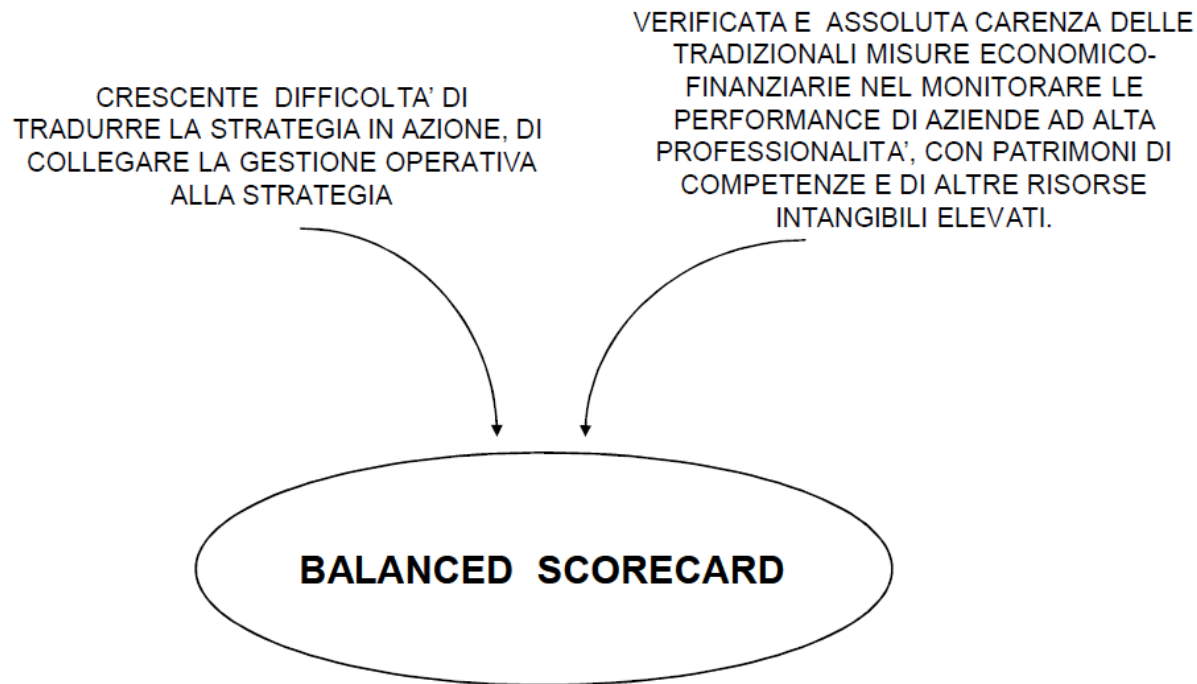 CRESCENTE DIFFICOLTA' DI
TRADURRE LA STRATEGIA IN AZIONE, DI
COLLEGARE LA GESTIONE OPERATIVA
ALLA STRATEGIA
VERIFICATA E ASSOLUTA CARENZA DELLE
TRADIZIONALI MISURE ECONOMICO-
FINANZIARIE NEL MONITORARE LE
PERFORMANCE DI AZIENDE AD ALTA
PROFESSIONALITA', CON PATRIMONI DI
COMPETENZE E DI ALTRE RISORSE
INTANGIBILI ELEVATI.
BALANCED SCORECARD